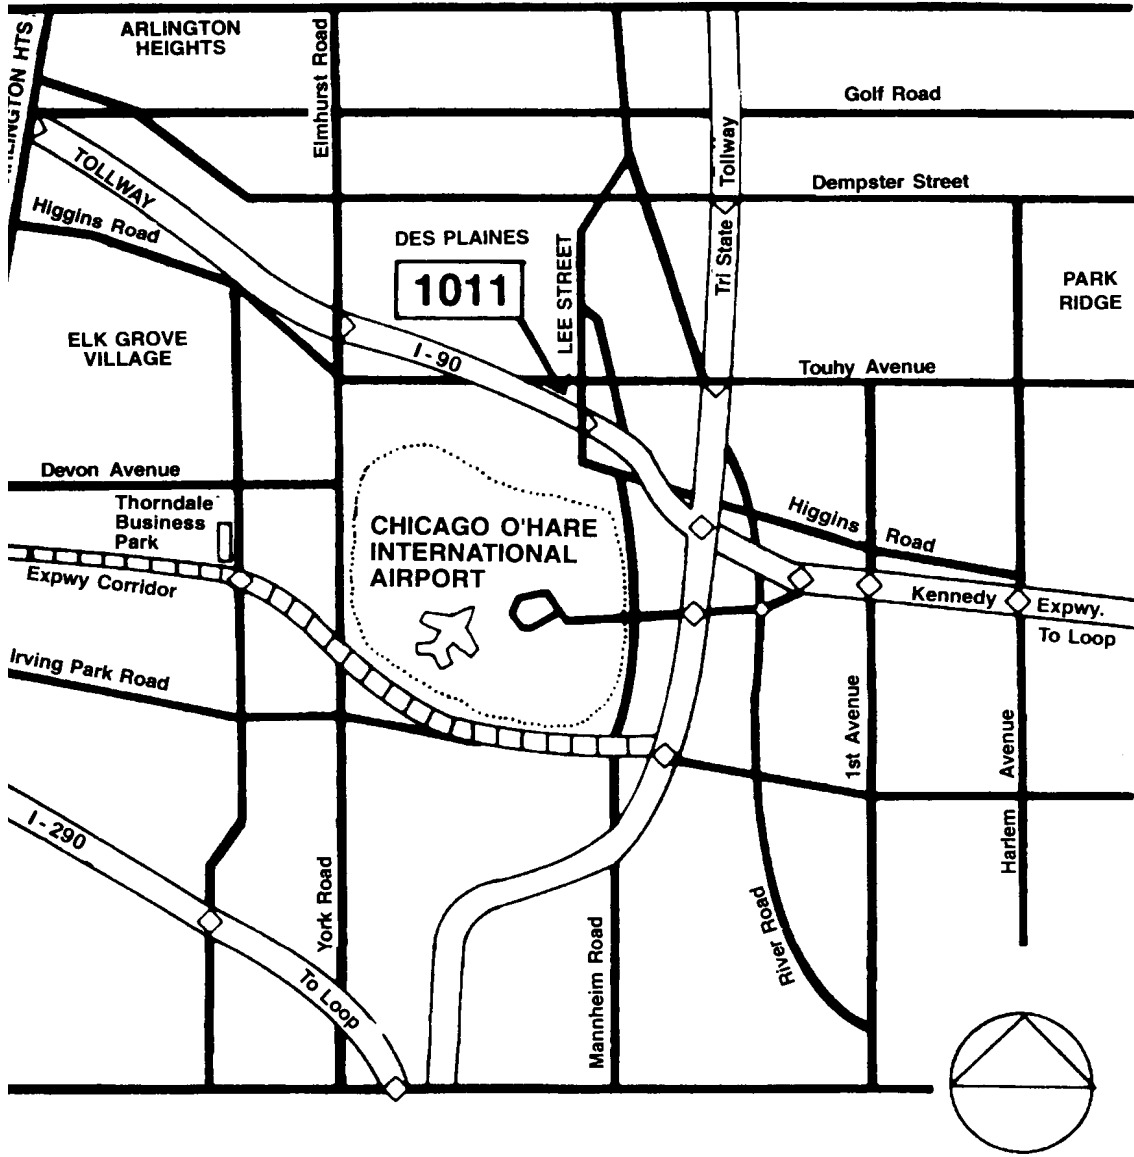 ARLINGTON
HEIGHTS
Elmhurst Road
HTS
Golf Road
Tollway
TOLLWAY
Dempster Street
Higgins Road
DES PLAINES
1011
LEE STREET
Tri State
PARK
RIDGE
ELK GROVE
VILLAGE
I-90
Touhy Avenue
Devon Avenue
Thorndale
Business
Park
CHICAGO O'HARE
INTERNATIONAL
AIRPORT
Higgins Road
Expwy Corridor
Kennedy Expwy.
To Loop
Irving Park Road
1st Avenue
Harlem Avenue
I-290
York Road
River Road
Mannheim Road
To Loop